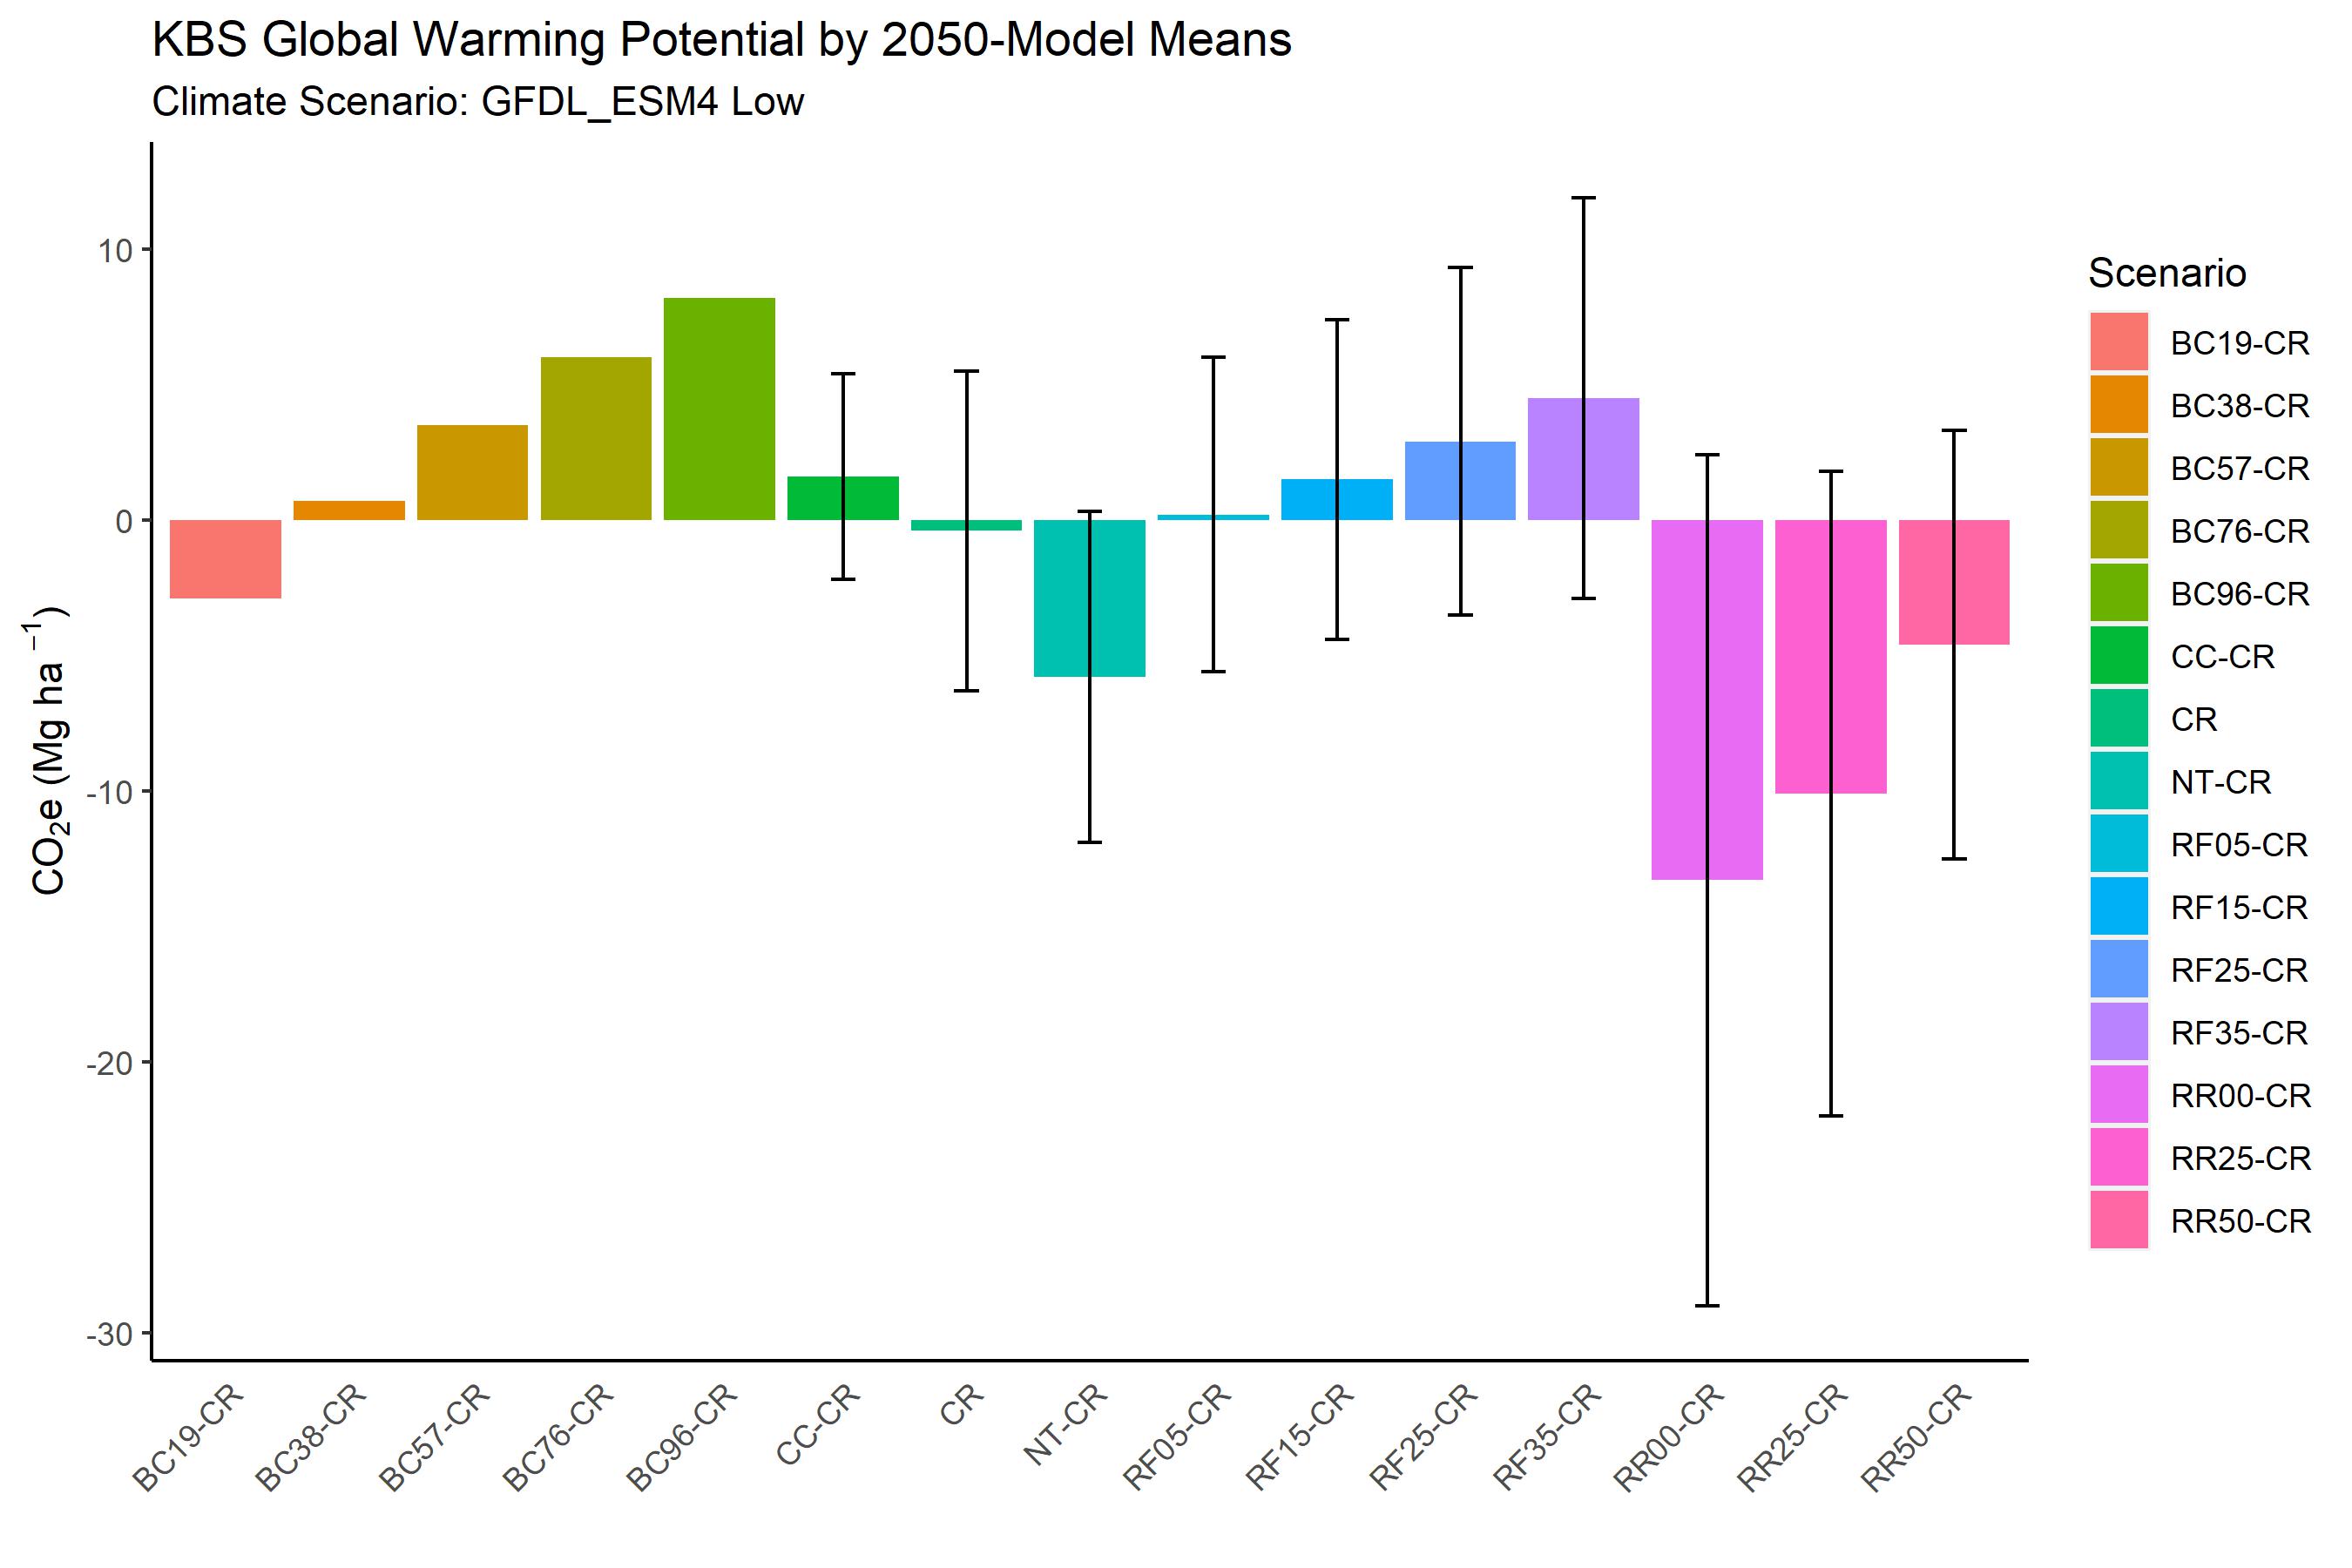 KBS Global Warming Potential by 2050-Model Means
Climate Scenario: GFDL_ESM4 Low
CO₂e (Mg ha ⁻¹)
10
0
-10
-20
-30
BC19-CR
BC38-CR
BC57-CR
BC76-CR
BC96-CR
CC-CR
CR
NT-CR
RF05-CR
RF15-CR
RF25-CR
RF35-CR
RR00-CR
RR25-CR
RR50-CR
Scenario
BC19-CR
BC38-CR
BC57-CR
BC76-CR
BC96-CR
CC-CR
CR
NT-CR
RF05-CR
RF15-CR
RF25-CR
RF35-CR
RR00-CR
RR25-CR
RR50-CR